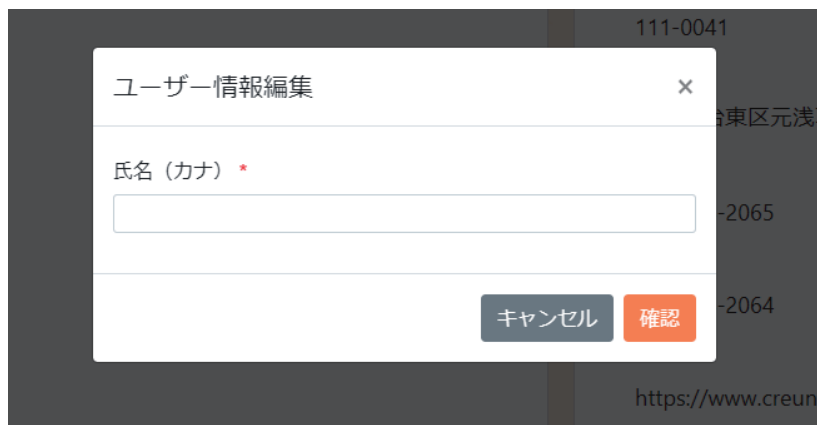 111-0041
ユーザー情報編集
×
東区元浅
氏名（カナ） *
-2065
-2064
キャンセル 確認
https://www.creun